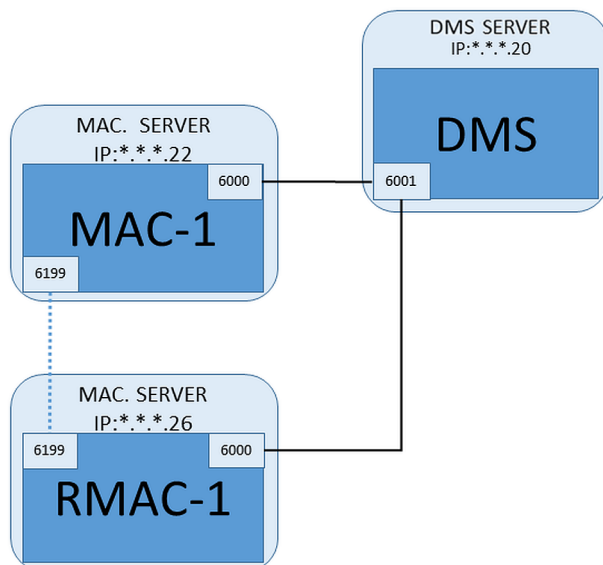 DMS SERVER
IP:*.*.*.20
DMS
6001
MAC. SERVER
IP:*.*.*.22
6000
MAC-1
6199
MAC. SERVER
IP:*.*.*.26
6199
6000
RMAC-1